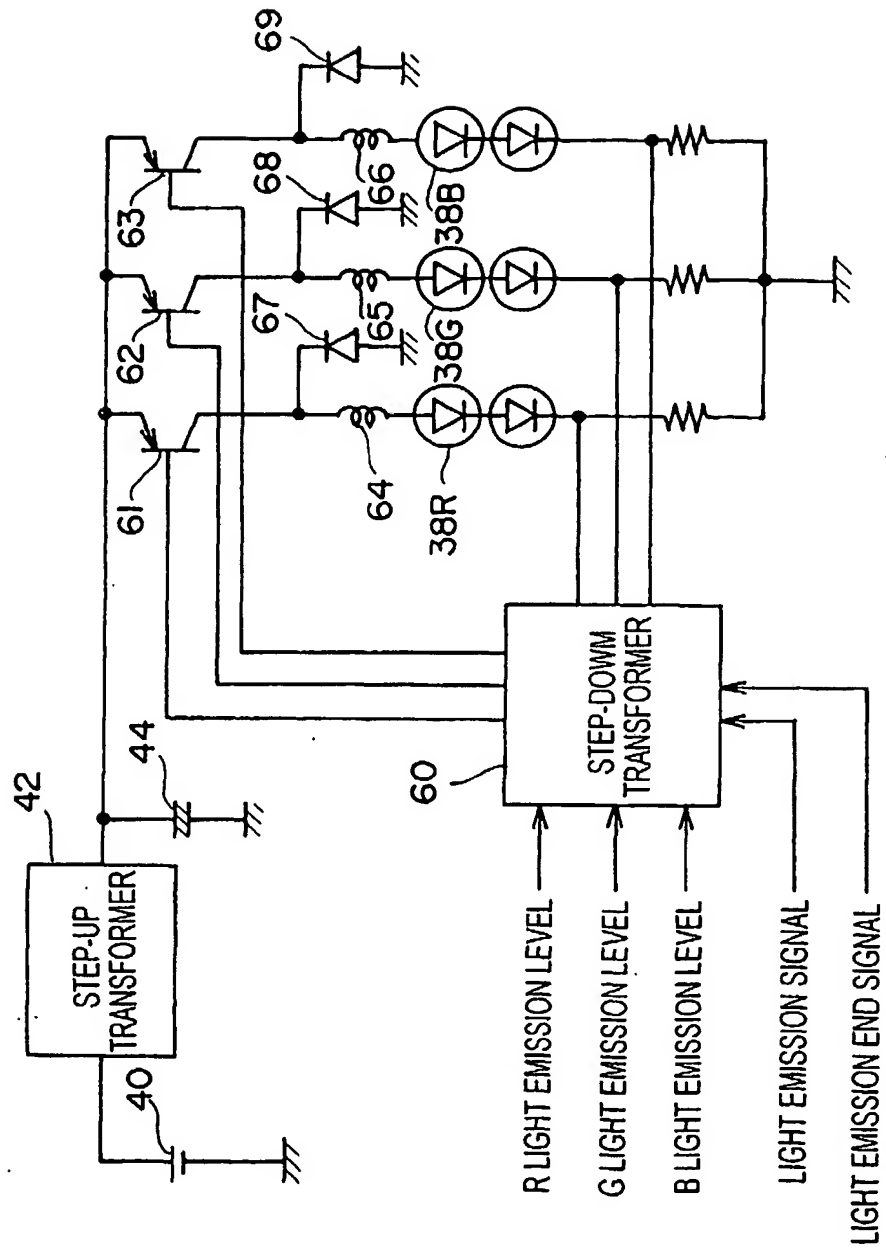 42
STEP-UP
TRANSFORMER
44
40
61
62
63
67
68
69
64
65
66
38R
38G
38B
60
STEP-DOWM
TRANSFORMER
R LIGHT EMISSION LEVEL
G LIGHT EMISSION LEVEL
B LIGHT EMISSION LEVEL
LIGHT EMISSION SIGNAL
LIGHT EMISSION END SIGNAL